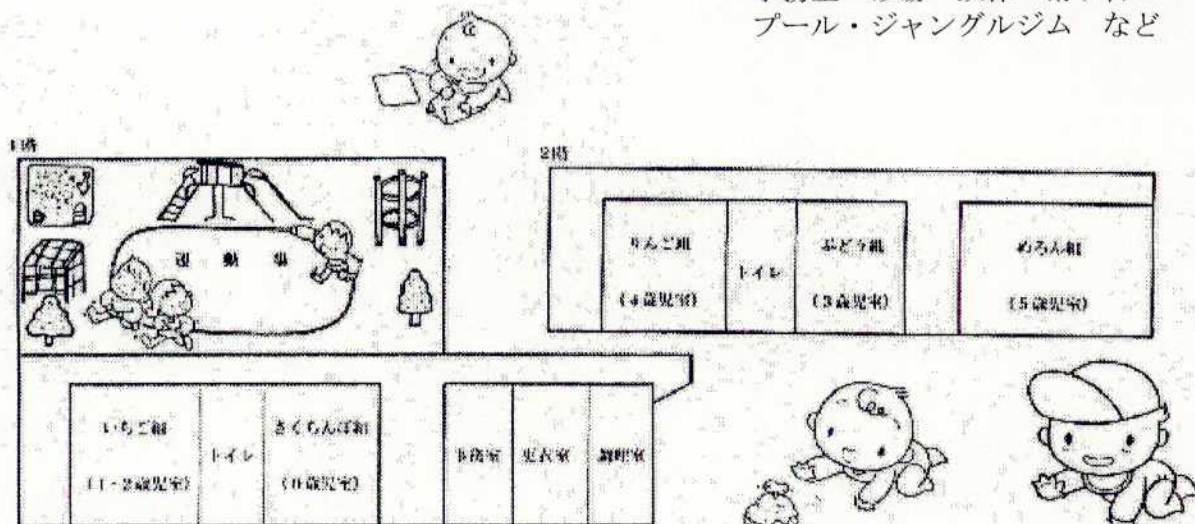 プール・ジャングルジム など
1階
2階
りんご組
(4歳児室)
トイレ
ぶどう組
(3歳児室)
めろん組
(5歳児室)
いちご組
(1-2歳児室)
トイレ
さくらんぼ組
(0歳児室)
事務室
更衣室
調理室